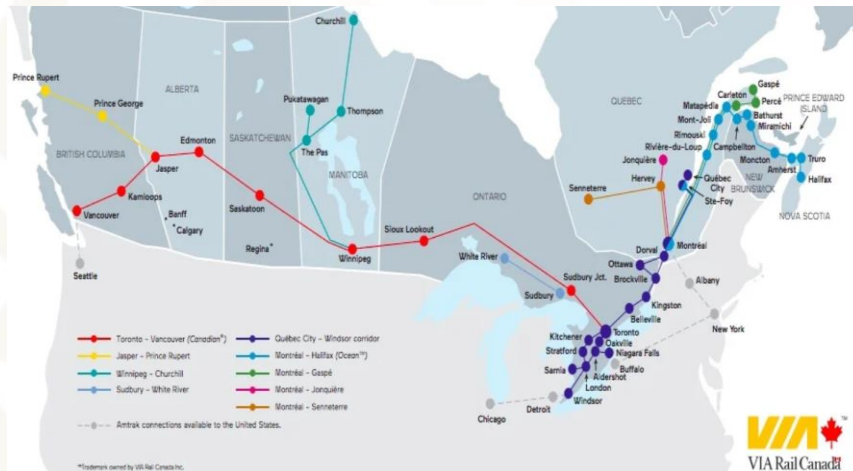 Churchill
Prince Rupert
ALBERTA
Pukatawagan
Thompson
Prince George
SASKATCHEWAN
The Pas
Edmonton
BRITISH COLUMBIA
Jasper
MANITOBA
Kamloops
Saskatoon
Vancouver
Banff
Calgary
Regina*
Winnipeg
Sioux Lookout
ONTARIO
White River
Sudbury
Sudbury Jct.
Seattle
QUEBEC
Gaspé
Carleton
Percé
PRINCE EDWARD
ISLAND
Matapédia
Bathurst
Mont-Joli
Miramichi
Rimouski
Campbellton
Rivière-du-Loup
Jonquière
Moncton
Truro
Amherst
Halifax
Hervey
Québec
City
NEW
BRUNSWICK
Senneterre
Ste-Foy
NOVA SCOTIA
Dorval
Montréal
Ottawa
Brockville
Albany
Kingston
Belleville
New York
Toronto
Kitchener
Oakville
Stratford
Niagara Falls
Buffalo
Sarnia
Aldershot
London
Windsor
Detroit
Chicago
Toronto - Vancouver (Canadian*)
Jasper - Prince Rupert
Winnipeg - Churchill
Sudbury - White River
Québec City - Windsor corridor
Montréal - Halifax (Ocean™)
Montréal - Gaspé
Montréal - Jonquière
Montréal - Senneterre
Amtrak connections available to the United States.
*Trademark owned by VIA Rail Canada Inc.
VIA
™
VIA Rail Canada